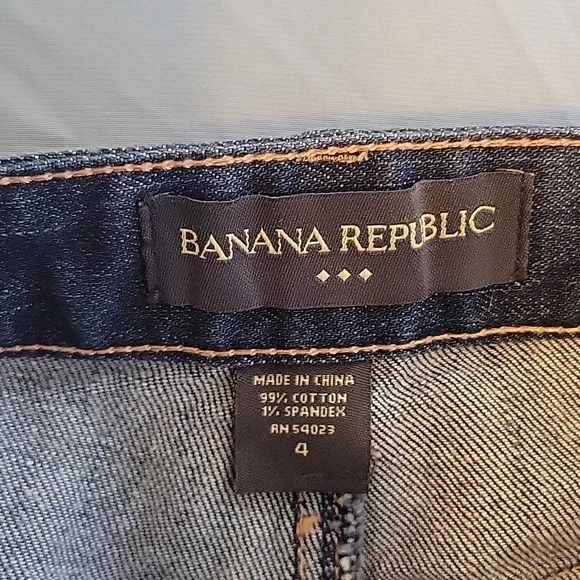 BANANA REPUBLIC
MADE IN CHINA
99% COTTON
1% SPANDEX
RN 54023
4